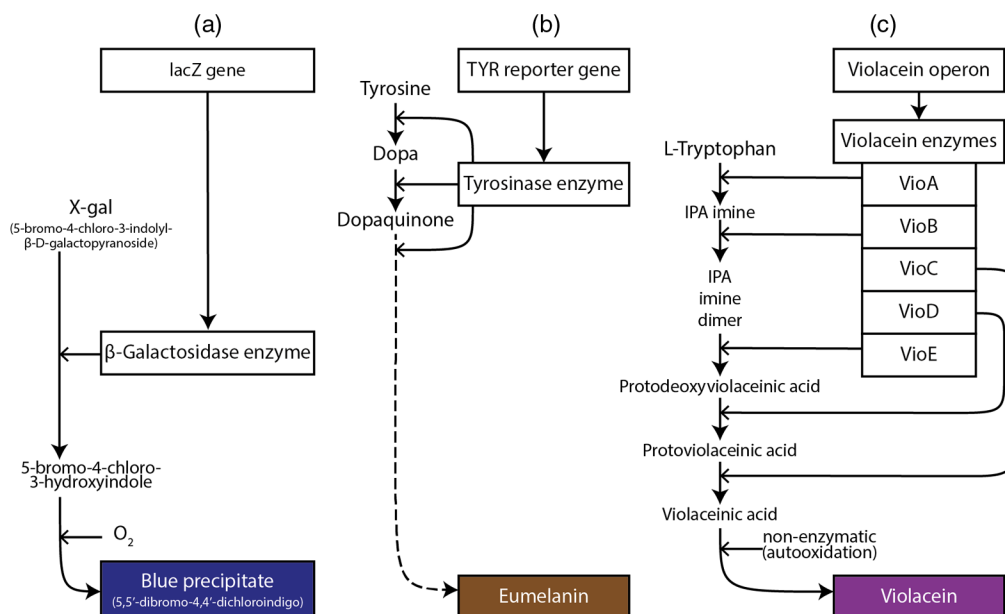 (a)
lacZ gene
X-gal
(5-bromo-4-chloro-3-indolyl-
β-D-galactopyranoside)
β-Galactosidase enzyme
5-bromo-4-chloro-
3-hydroxyindole
O2
Blue precipitate
(5,5'-dibromo-4,4'-dichloroindigo)
(b)
TYR reporter gene
Tyrosine
Dopa
Tyrosinase enzyme
Dopaquinone
Eumelanin
(c)
Violacein operon
Violacein enzymes
L-Tryptophan
VioA
IPA imine
VioB
VioC
IPA
imine
dimer
VioD
VioE
Protodeoxyviolaceinic acid
Protoviolaceinic acid
Violaceinic acid
non-enzymatic
(autooxidation)
Violacein